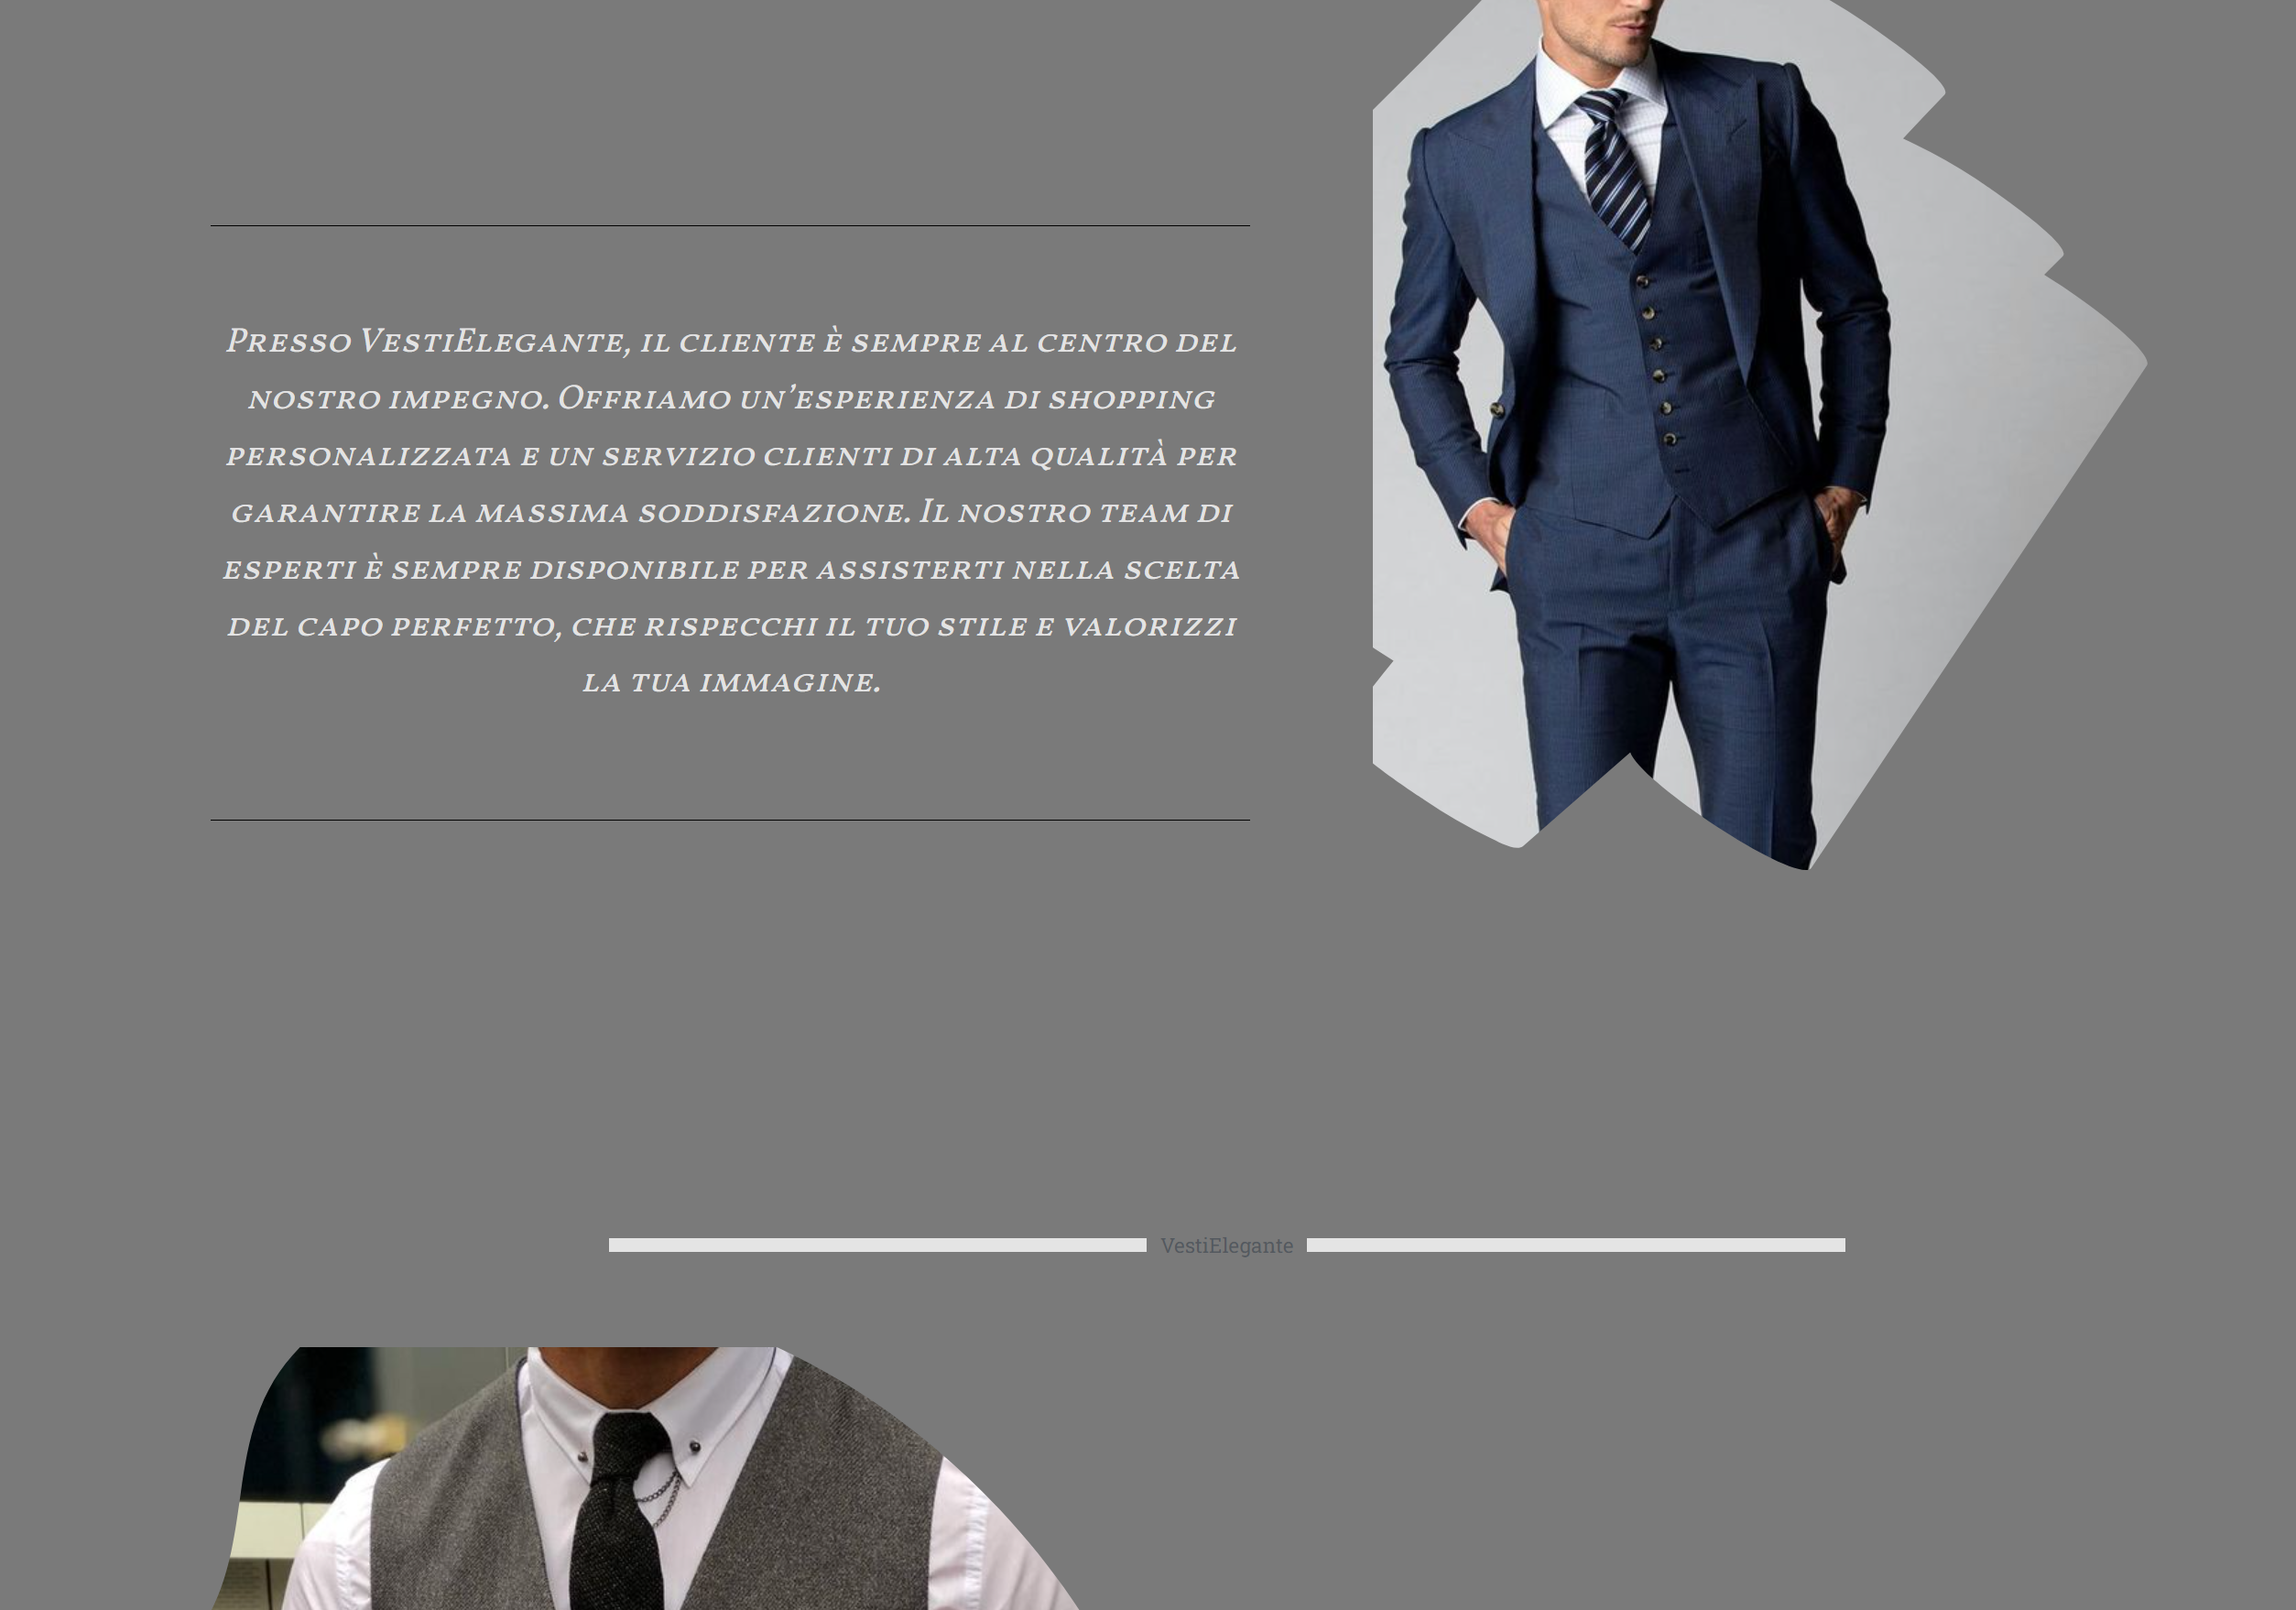 Presso VestiElegante, il cliente è sempre al centro del
nostro impegno. Offriamo un’esperienza di shopping
personalizzata e un servizio clienti di alta qualità per
garantire la massima soddisfazione. Il nostro team di
esperti è sempre disponibile per assisterti nella scelta
del capo perfetto, che rispecchi il tuo stile e valorizzi
la tua immagine.
VestiElegante